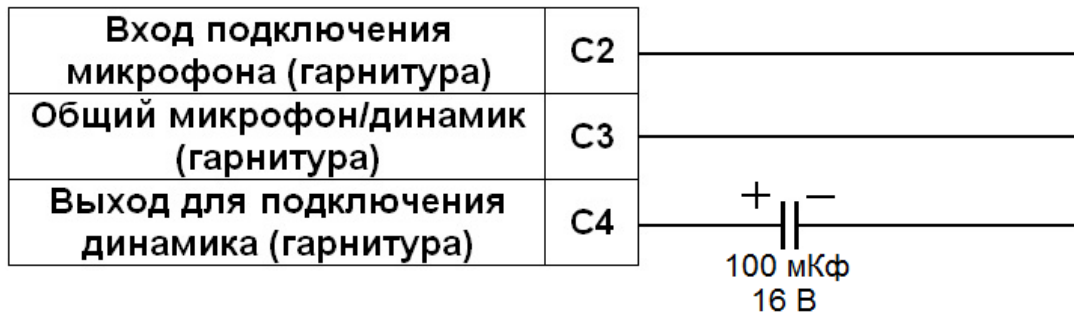 Вход подключения
микрофона (гарнитура)
C2
Общий микрофон/динамик
(гарнитура)
C3
Выход для подключения
динамика (гарнитура)
C4
+ −
100 мКф
16 В